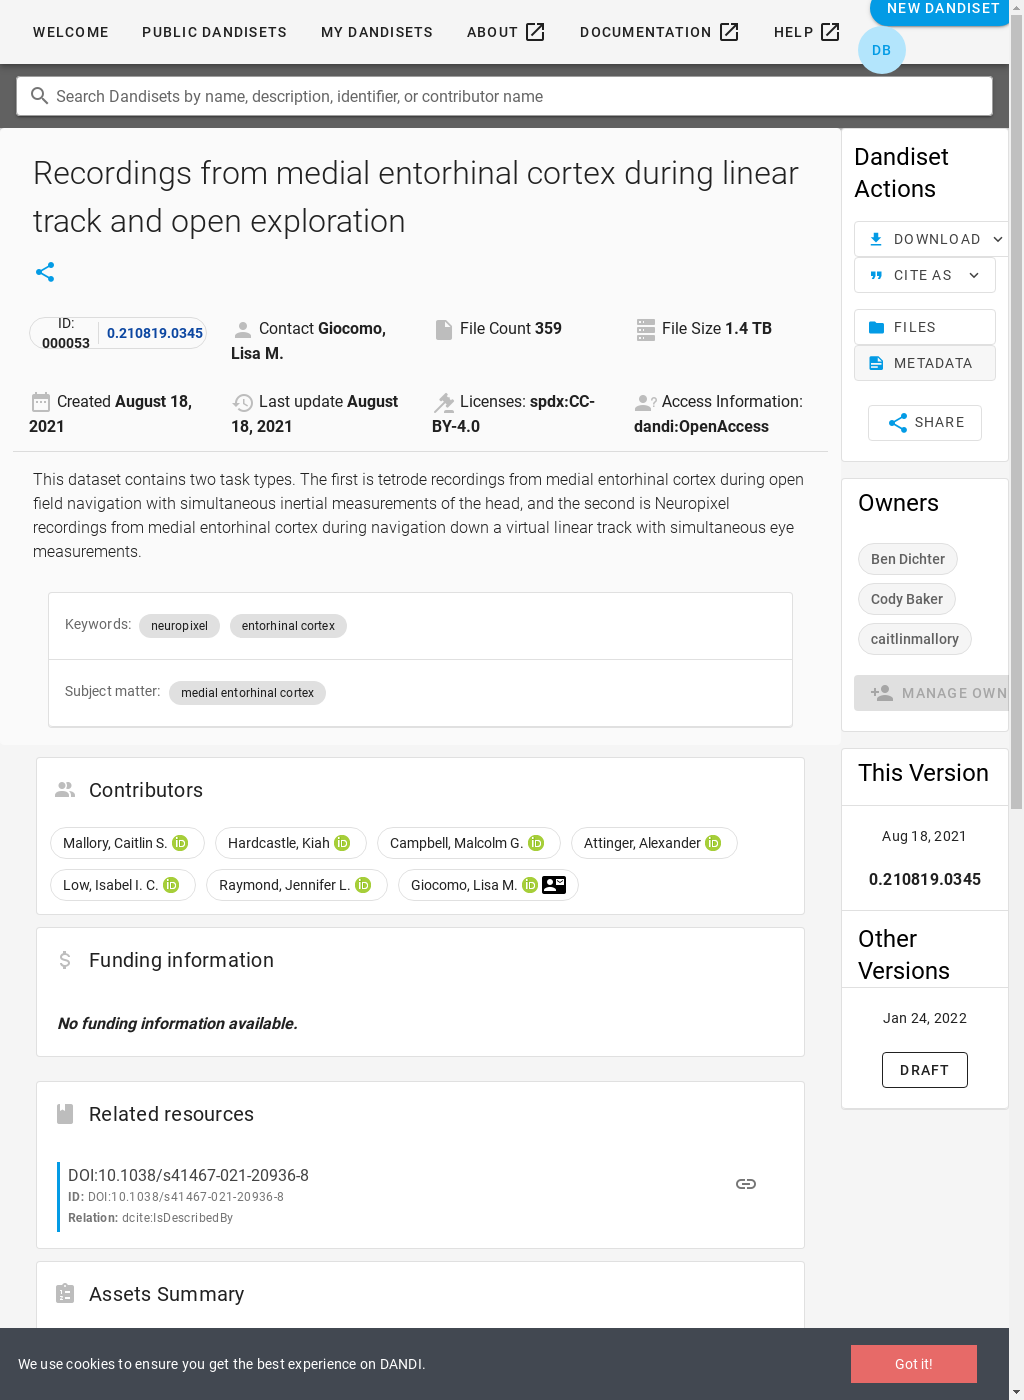 WELCOME PUBLIC DANDISETS MY DANDISETS ABOUT DOCUMENTATION HELP NEW DANDISET
DB
Search Dandisets by name, description, identifier, or contributor name
Recordings from medial entorhinal cortex during linear
track and open exploration
ID:
000053
0.210819.0345
Contact Giocomo,
Lisa M.
File Count 359
File Size 1.4 TB
Created August 18,
2021
Last update August
18, 2021
Licenses: spdx:CC-
BY-4.0
Access Information:
dandi:OpenAccess
This dataset contains two task types. The first is tetrode recordings from medial entorhinal cortex during open
field navigation with simultaneous inertial measurements of the head, and the second is Neuropixel
recordings from medial entorhinal cortex during navigation down a virtual linear track with simultaneous eye
measurements.
Keywords: neuropixel entorhinal cortex
Subject matter: medial entorhinal cortex
Contributors
Mallory, Caitlin S. iD Hardcastle, Kiah iD Campbell, Malcolm G. iD Attinger, Alexander iD
Low, Isabel I. C. iD Raymond, Jennifer L. iD Giocomo, Lisa M. iD
Funding information
No funding information available.
Related resources
DOI:10.1038/s41467-021-20936-8
ID: DOI:10.1038/s41467-021-20936-8
Relation: dcite:IsDescribedBy
Assets Summary
Dandiset
Actions
DOWNLOAD
CITE AS
FILES
METADATA
SHARE
Owners
Ben Dichter
Cody Baker
caitlinmallory
MANAGE OWN
This Version
Aug 18, 2021
0.210819.0345
Other
Versions
Jan 24, 2022
DRAFT
We use cookies to ensure you get the best experience on DANDI.
Got it!